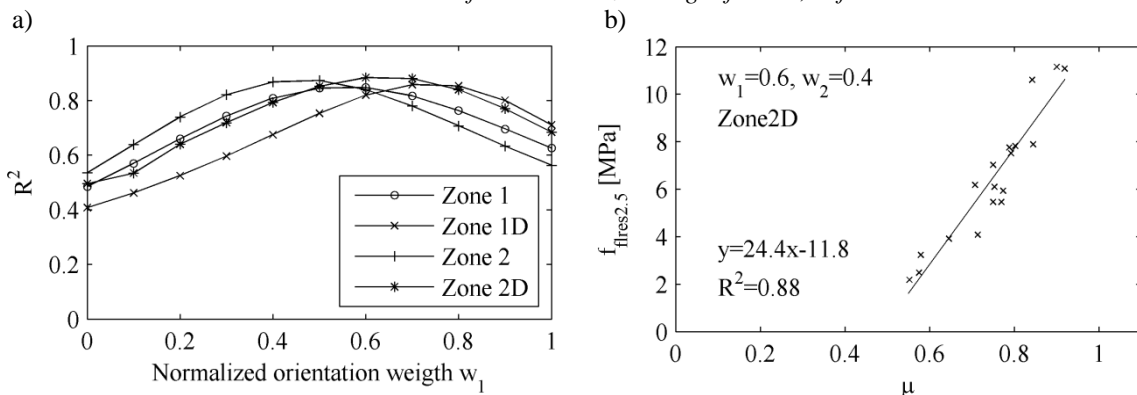 a)
b)
1
0.8
0.6
0.4
0.2
0
R²
0 0.2 0.4 0.6 0.8 1
Normalized orientation weigth w₁
Zone 1
Zone 1D
Zone 2
Zone 2D
12
10
8
6
4
2
0
f_flres2.5 [MPa]
w₁=0.6, w₂=0.4
Zone2D
y=24.4x-11.8
R²=0.88
0 0.2 0.4 0.6 0.8 1
μ